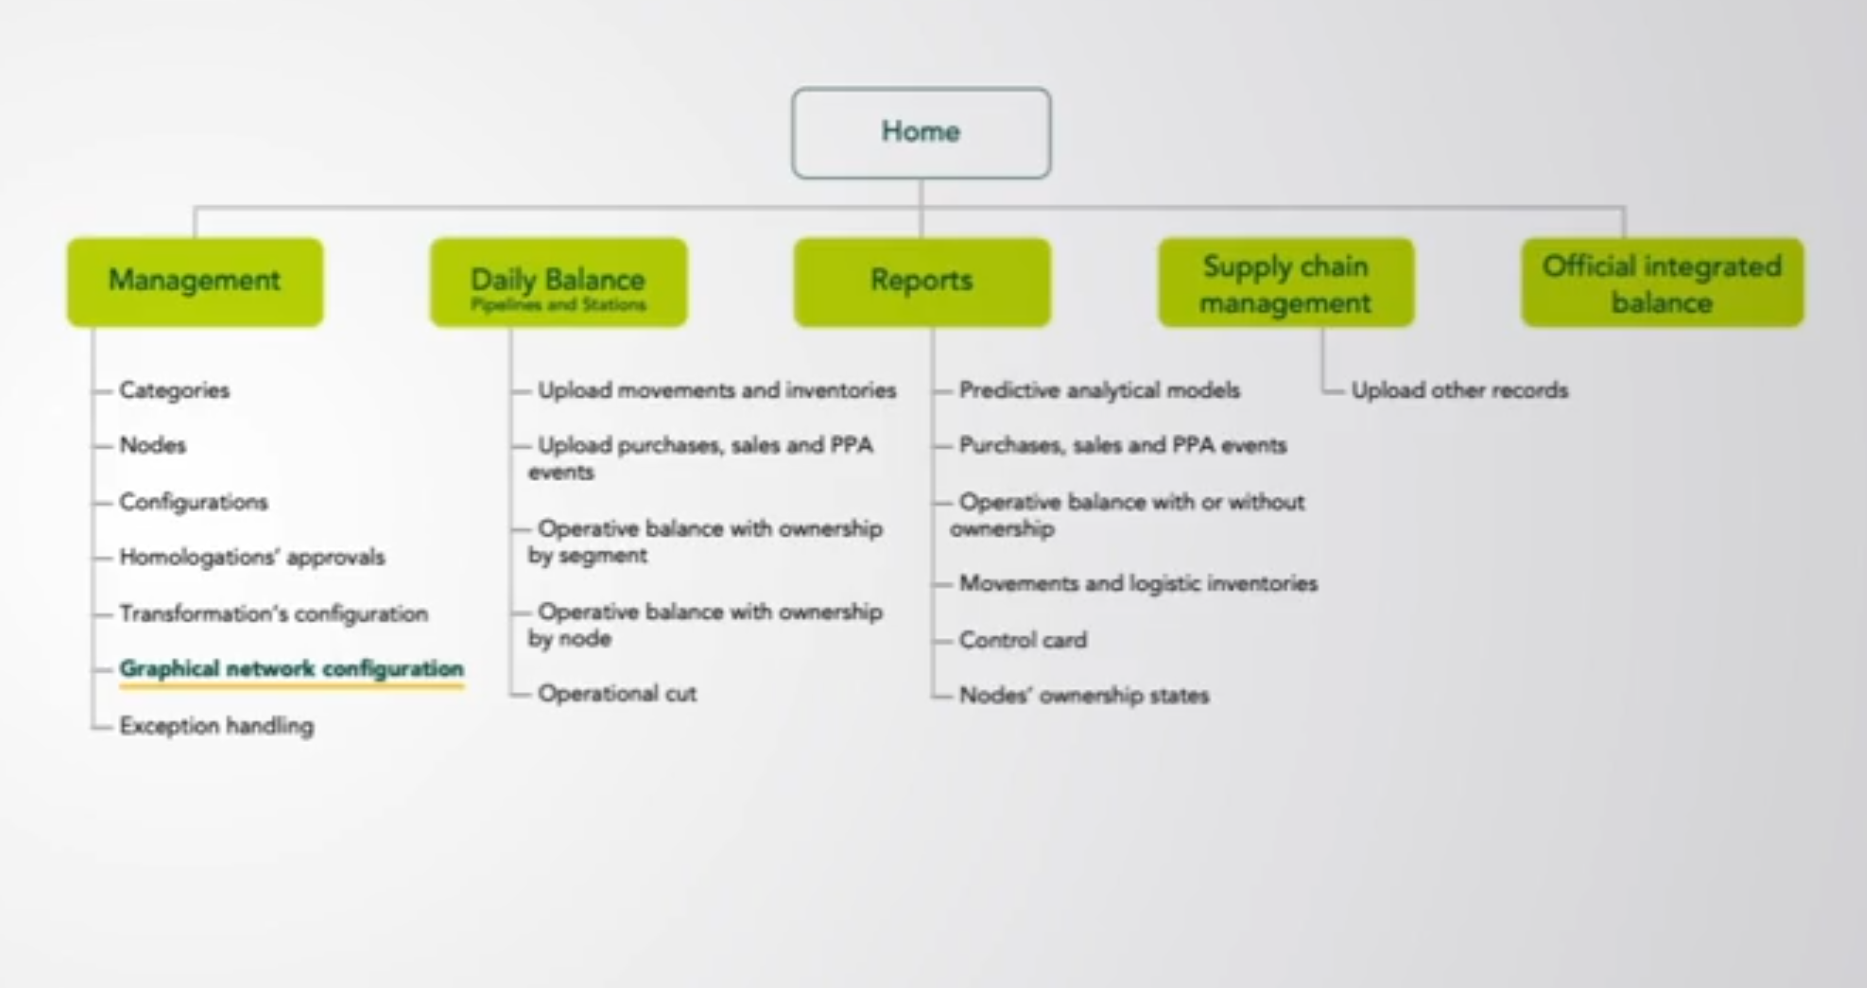 Home
Management
Daily Balance
Pipelines and Stations
Reports
Supply chain
management
Official integrated
balance
Categories
Nodes
Configurations
Homologations' approvals
Transformation's configuration
Graphical network configuration
Exception handling
Upload movements and inventories
Upload purchases, sales and PPA
events
Operative balance with ownership
by segment
Operative balance with ownership
by node
Operational cut
Predictive analytical models
Purchases, sales and PPA events
Operative balance with or without
ownership
Movements and logistic inventories
Control card
Nodes' ownership states
Upload other records